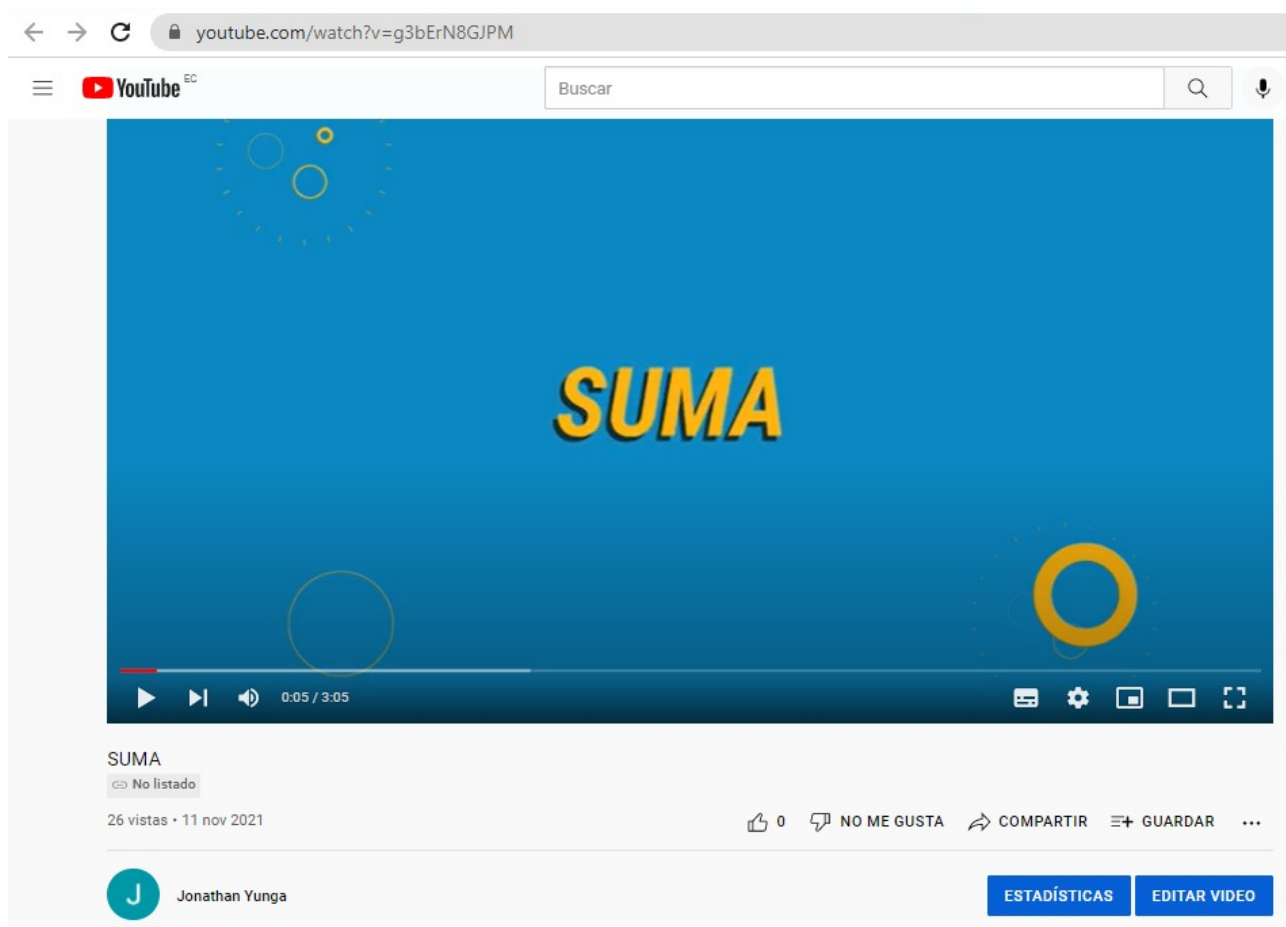 youtube.com/watch?v=g3bErN8GJPM
YouTube EC
Buscar
SUMA
0:05 / 3:05
SUMA
No listado
26 vistas • 11 nov 2021
0 NO ME GUSTA COMPARTIR GUARDAR
J
Jonathan Yunga
ESTADÍSTICAS EDITAR VIDEO